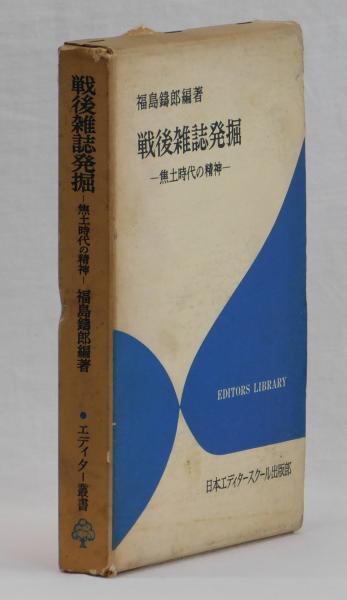 戦後雑誌発掘
―焦土時代の精神―
福島鑄郎編著
●エディター叢書
福島鑄郎編著
戦後雑誌発掘
―焦土時代の精神―
EDITORS LIBRARY
日本エディタースクール出版部